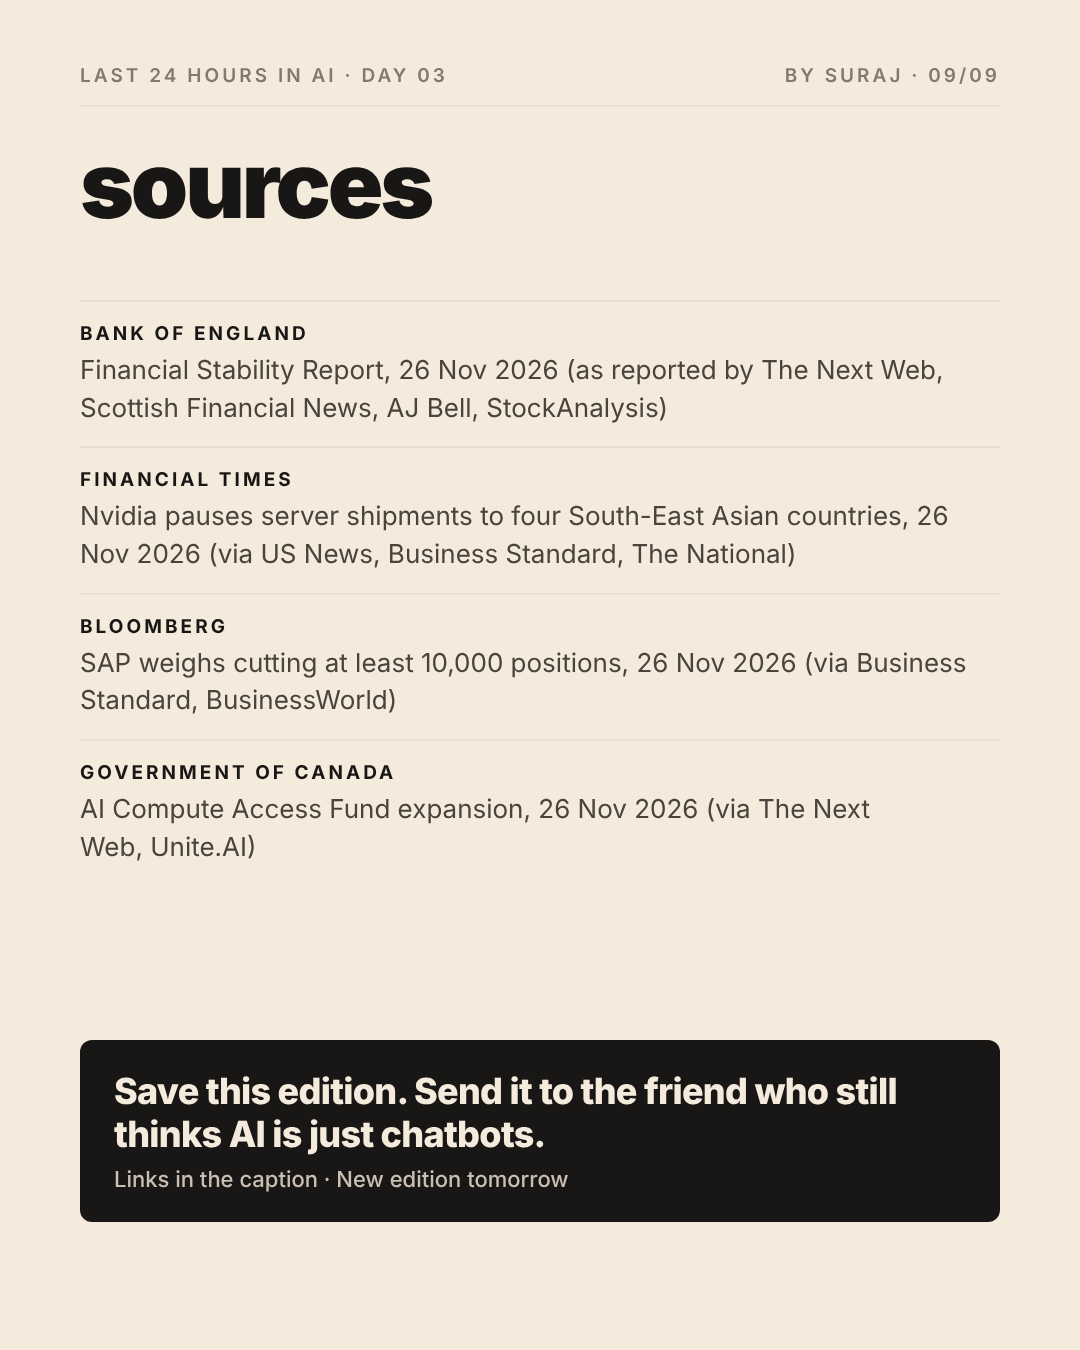 LAST 24 HOURS IN AI · DAY 03
BY SURAJ · 09/09
sources
BANK OF ENGLAND
Financial Stability Report, 26 Nov 2026 (as reported by The Next Web,
Scottish Financial News, AJ Bell, StockAnalysis)
FINANCIAL TIMES
Nvidia pauses server shipments to four South-East Asian countries, 26
Nov 2026 (via US News, Business Standard, The National)
BLOOMBERG
SAP weighs cutting at least 10,000 positions, 26 Nov 2026 (via Business
Standard, BusinessWorld)
GOVERNMENT OF CANADA
AI Compute Access Fund expansion, 26 Nov 2026 (via The Next
Web, Unite.AI)
Save this edition. Send it to the friend who still
thinks AI is just chatbots.
Links in the caption · New edition tomorrow